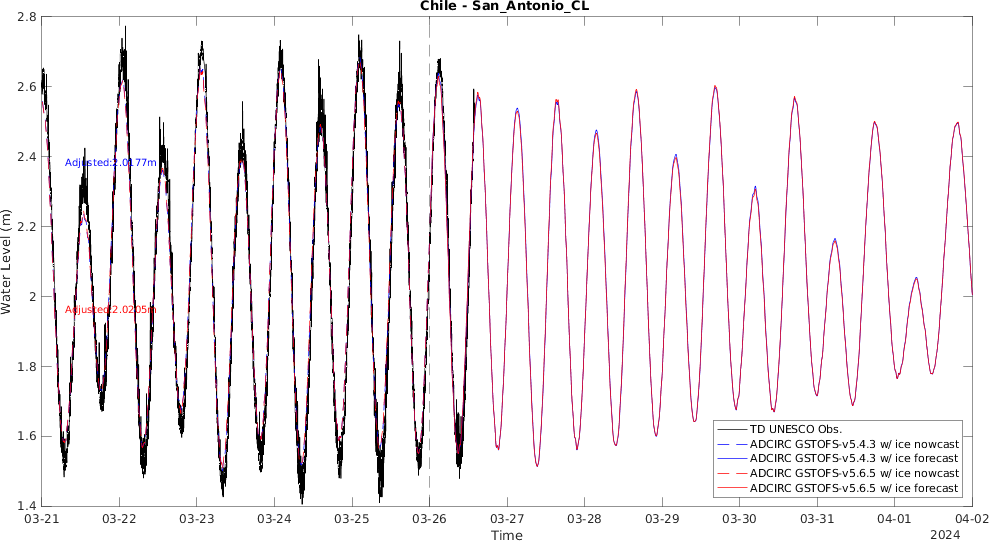 Chile - San_Antonio_CL
2.8
2.6
2.4
2.2
2
1.8
1.6
1.4
Water Level (m)
Adjusted:2.0177m
Adjusted:2.0205m
TD UNESCO Obs.
ADCIRC GSTOFS-v5.4.3 w/ ice nowcast
ADCIRC GSTOFS-v5.4.3 w/ ice forecast
ADCIRC GSTOFS-v5.6.5 w/ ice nowcast
ADCIRC GSTOFS-v5.6.5 w/ ice forecast
03-21 03-22 03-23 03-24 03-25 03-26 03-27 03-28 03-29 03-30 03-31 04-01 04-02
Time
2024